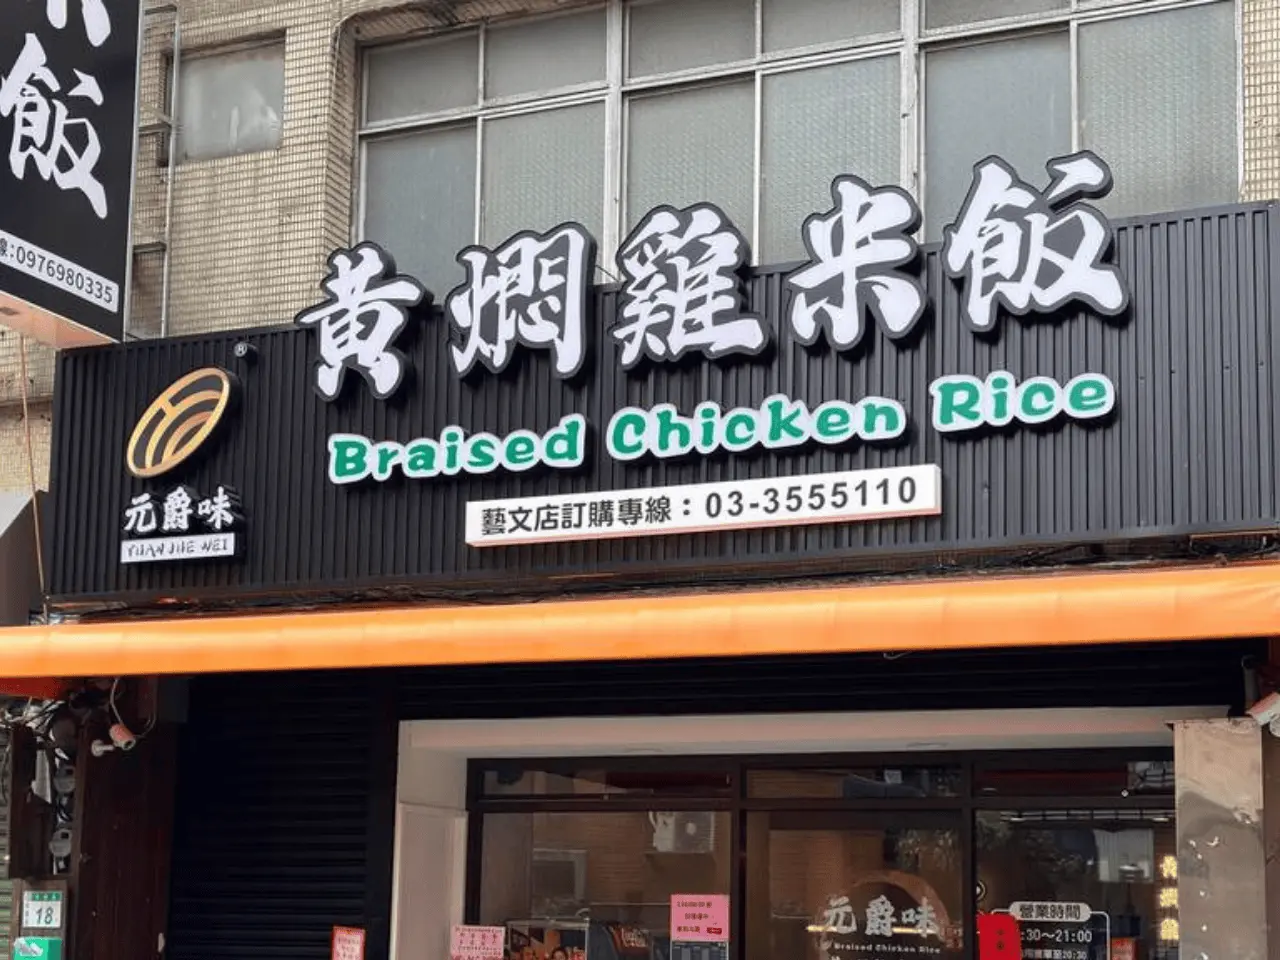 飯
線:0976980335
黄燜雞米飯
Braised Chicken Rice
藝文店訂購專線：03-3555110
®
元爵味
YUAN JUE WEI
18
元爵味
Braised Chicken Rice
營業時間
:30～21:00